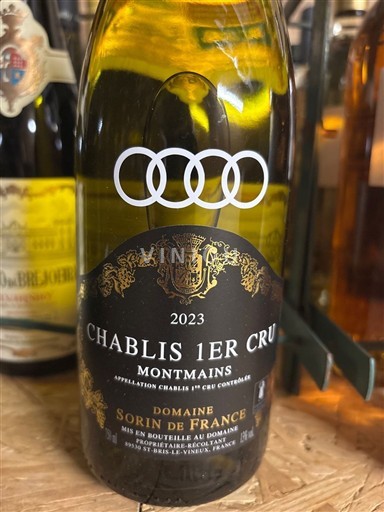 VINI
2023
CHABLIS 1ER CRU
MONTMAINS
APPELLATION CHABLIS 1ER CRU CONTRÔLÉE
DOMAINE
SORIN DE FRANCE
MIS EN BOUTEILLE AU DOMAINE
PROPRIÉTAIRE-RÉCOLTANT
89530 ST-BRIS-LE-VINEUX, FRANCE